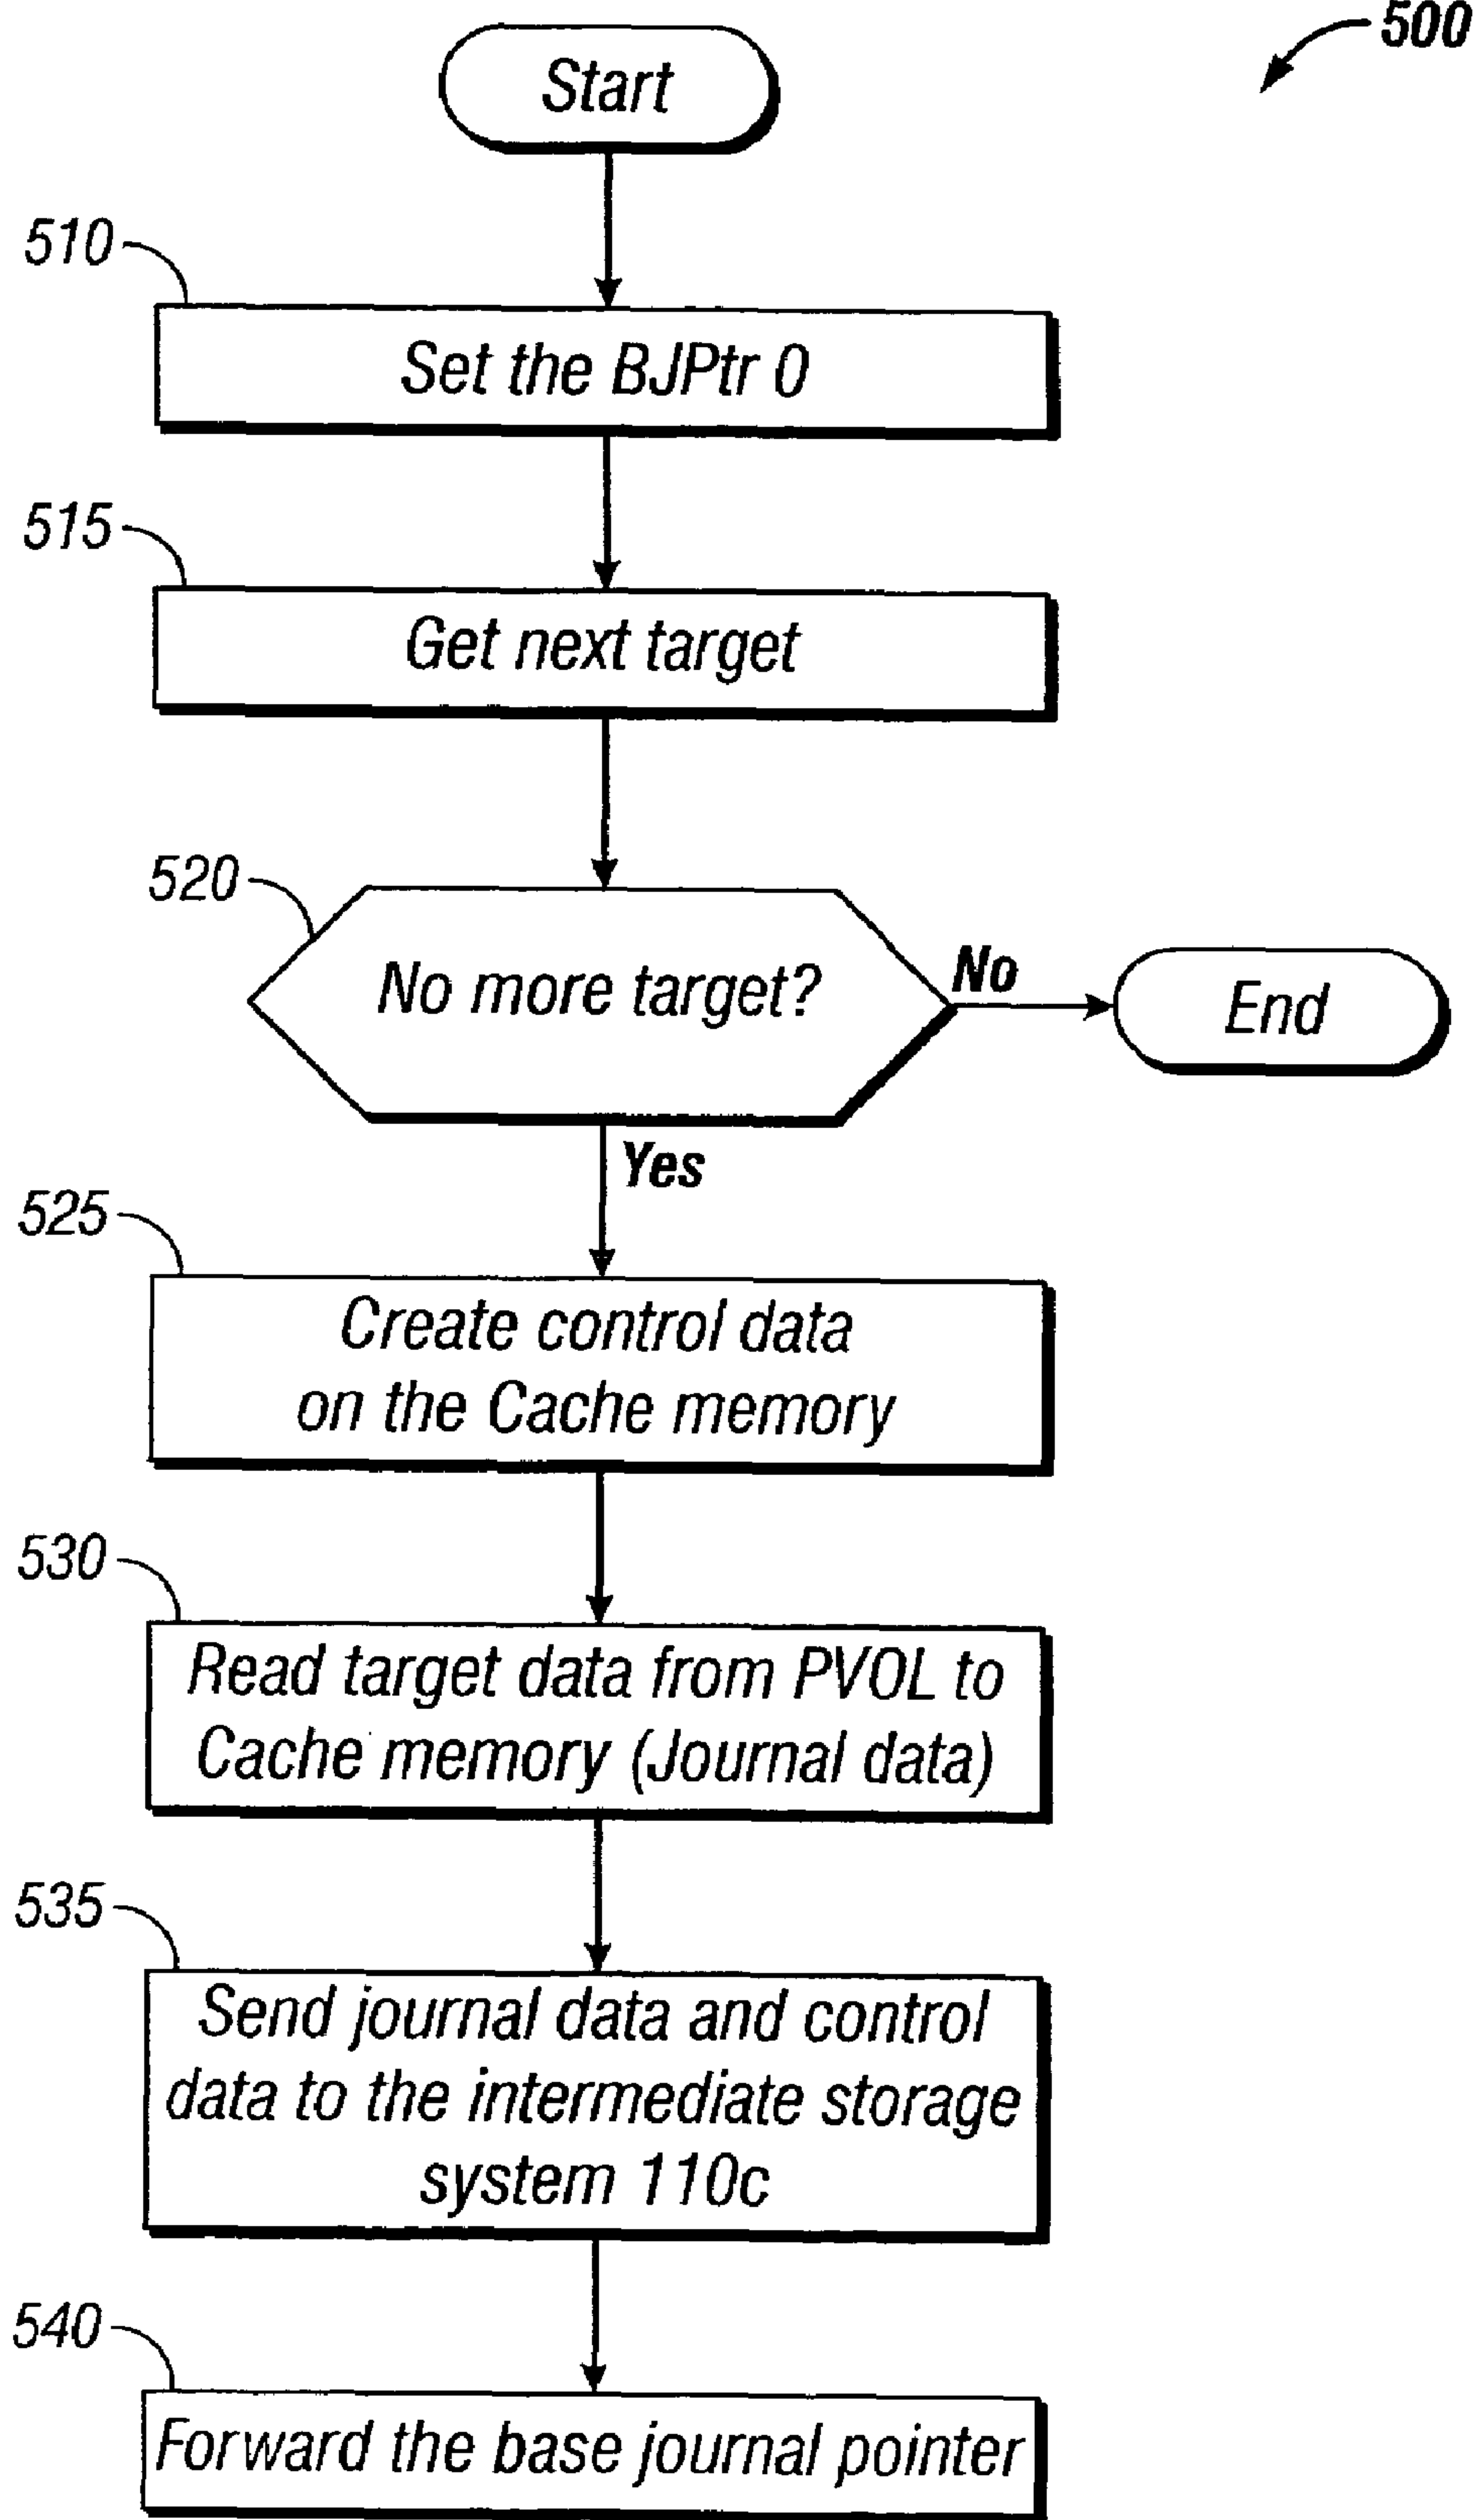 500
Start
510
Set the BJPtr 0
515
Get next target
520
No more target?
No
End
Yes
525
Create control data
on the Cache memory
530
Read target data from PVOL to
Cache memory (Journal data)
535
Send journal data and control
data to the intermediate storage
system 110c
540
Forward the base journal pointer